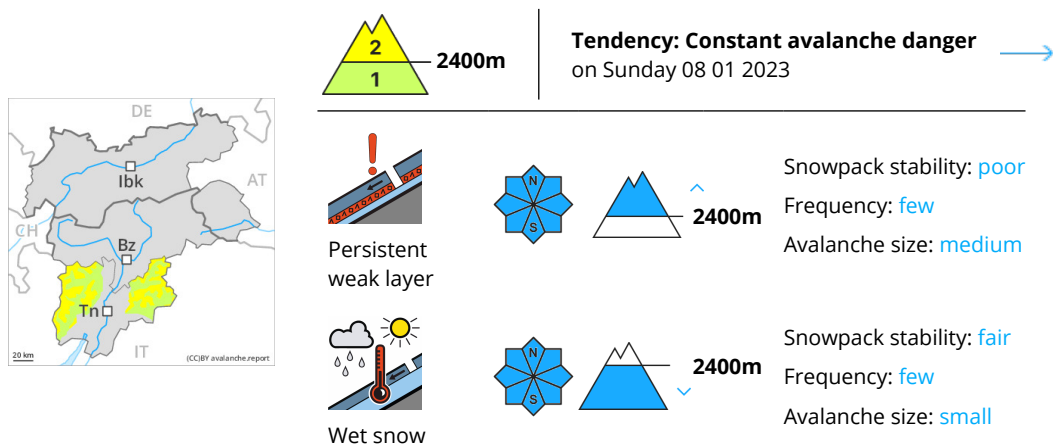 2
1
2400m
Tendency: Constant avalanche danger
on Sunday 08 01 2023
DE
Ibk
AT
CH
Bz
Tn
IT
20 km
(CC)BY avalanche.report
Persistent
weak layer
N
S
2400m
Snowpack stability: poor
Frequency: few
Avalanche size: medium
Wet snow
N
S
2400m
Snowpack stability: fair
Frequency: few
Avalanche size: small